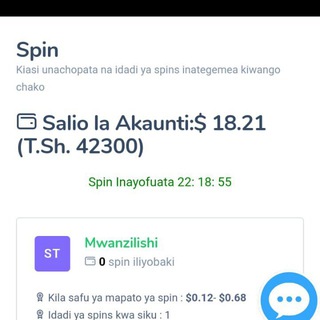 Spin
Kiasi unachopata na idadi ya spins inategemea kiwango
chako
Salio la Akaunti:$ 18.21
(T.Sh. 42300)
Spin Inayofuata 22: 18: 55
ST
Mwanzilishi
0 spin iliyobaki
Kila safu ya mapato ya spin : $0.12- $0.68
Idadi ya spins kwa siku : 1